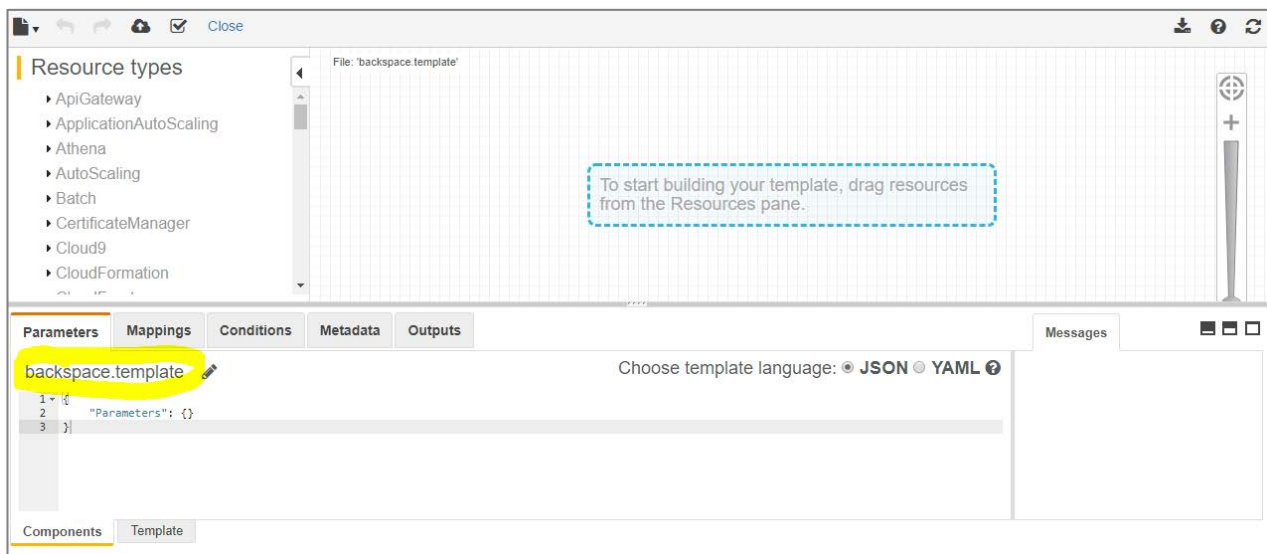 Close
Resource types
ApiGateway
ApplicationAutoScaling
Athena
AutoScaling
Batch
CertificateManager
Cloud9
CloudFormation
File: 'backspace.template'
To start building your template, drag resources
from the Resources pane.
Parameters Mappings Conditions Metadata Outputs
Messages
backspace.template
Choose template language: JSON YAML
1 {
2 "Parameters": {}
3 }
Components Template